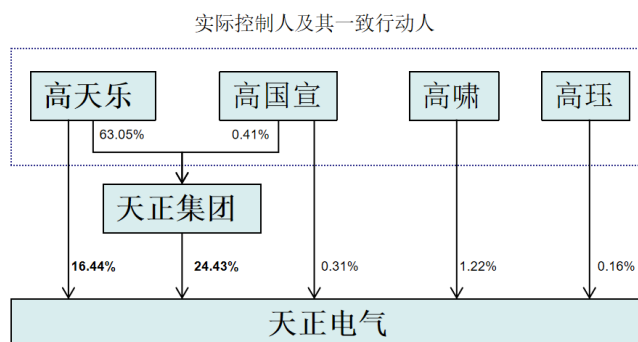 实际控制人及其一致行动人
高天乐 高国宣 高啸 高珏
63.05% 0.41%
天正集团
16.44% 24.43% 0.31% 1.22% 0.16%
天正电气